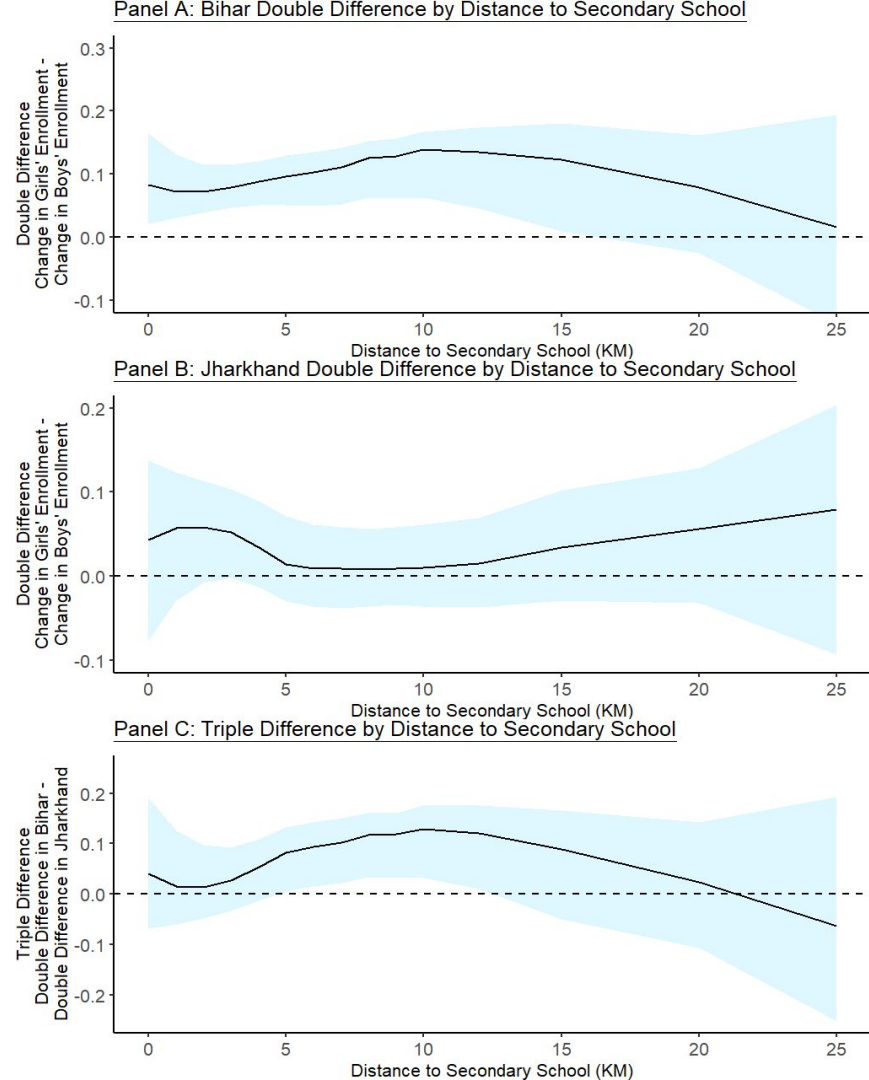 Panel A: Bihar Double Difference by Distance to Secondary School
Double Difference
Change in Girls' Enrollment -
Change in Boys' Enrollment
0.3
0.2
0.1
0.0
-0.1
0 5 10 15 20 25
Distance to Secondary School (KM)
Panel B: Jharkhand Double Difference by Distance to Secondary School
Double Difference
Change in Girls' Enrollment -
Change in Boys' Enrollment
0.2
0.1
0.0
-0.1
0 5 10 15 20 25
Distance to Secondary School (KM)
Panel C: Triple Difference by Distance to Secondary School
Triple Difference
Double Difference in Bihar -
Double Difference in Jharkhand
0.2
0.1
0.0
-0.1
-0.2
0 5 10 15 20 25
Distance to Secondary School (KM)